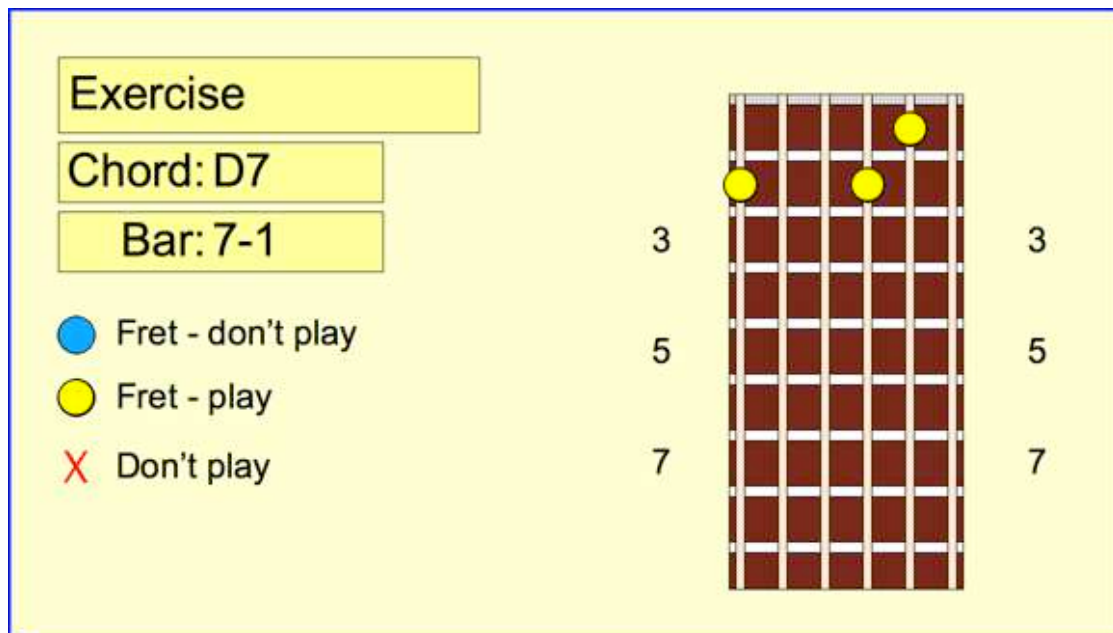 Exercise
Chord: D7
Bar: 7-1
Fret - don't play
Fret - play
X Don't play
3 3
5 5
7 7